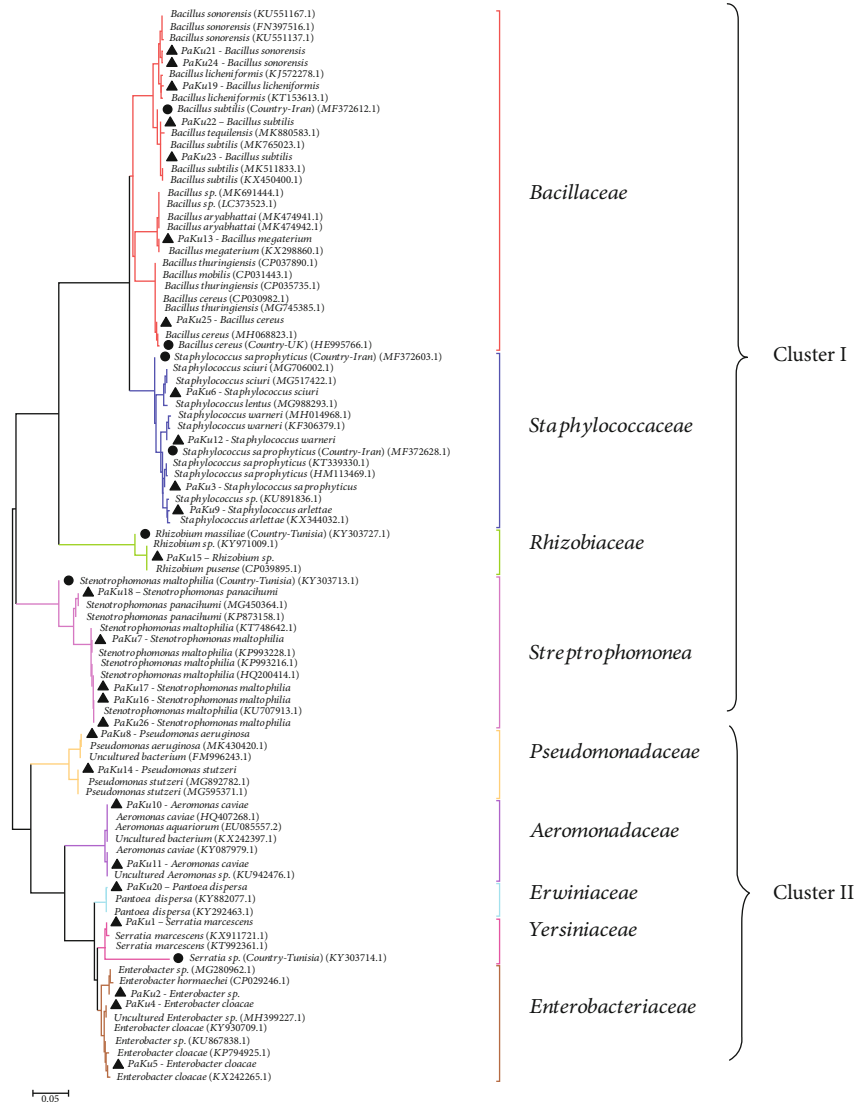 Bacillus sonorensis (KU551167.1)
Bacillus sonorensis (FN397516.1)
Bacillus sonorensis (KU551137.1)
PaKu21 - Bacillus sonorensis
PaKu24 - Bacillus sonorensis
Bacillus licheniformis (KJ572278.1)
PaKu19 - Bacillus licheniformis
Bacillus licheniformis (KT153613.1)
Bacillus subtilis (Country-Iran) (MF372612.1)
PaKu22 – Bacillus subtilis
Bacillus tequilensis (MK880583.1)
Bacillus subtilis (MK765023.1)
PaKu23 - Bacillus subtilis
Bacillus subtilis (MK511833.1)
Bacillus subtilis (KX450400.1)
Bacillus sp. (MK691444.1)
Bacillus sp. (LC373523.1)
Bacillus aryabhattai (MK474941.1)
Bacillus aryabhattai (MK474942.1)
PaKu13 - Bacillus megaterium
Bacillus megaterium (KX298860.1)
Bacillus thuringiensis (CP037890.1)
Bacillus mobilis (CP031443.1)
Bacillus thuringiensis (CP035735.1)
Bacillus cereus (CP030982.1)
Bacillus thuringiensis (MG745385.1)
PaKu25 - Bacillus cereus
Bacillus cereus (MH068823.1)
Bacillus cereus (Country-UK) (HE995766.1)
Bacillaceae
Staphylococcus saprophyticus (Country-Iran) (MF372603.1)
Staphylococcus sciuri (MG706002.1)
Staphylococcus sciuri (MG517422.1)
PaKu6 - Staphylococcus sciuri
Staphylococcus lentus (MG988293.1)
Staphylococcus warneri (MH014968.1)
Staphylococcus warneri (KF306379.1)
PaKu12 - Staphylococcus warneri
Staphylococcus saprophyticus (Country-Iran) (MF372628.1)
Staphylococcus saprophyticus (KT339330.1)
Staphylococcus saprophyticus (HM113469.1)
PaKu3 - Staphylococcus saprophyticus
Staphylococcus sp. (KU891836.1)
PaKu9 - Staphylococcus arlettae
Staphylococcus arlettae (KX344032.1)
Staphylococcaceae
Rhizobium massiliae (Country-Tunisia) (KY303727.1)
Rhizobium sp. (KY971009.1)
PaKu15 – Rhizobium sp.
Rhizobium pusense (CP039895.1)
Rhizobiaceae
Stenotrophomonas maltophilia (Country-Tunisia) (KY303713.1)
PaKu18 – Stenotrophomonas panacihumi
Stenotrophomonas panacihumi (MG450364.1)
Stenotrophomonas panacihumi (KP873158.1)
Stenotrophomonas maltophilia (KT748642.1)
PaKu7 - Stenotrophomonas maltophilia
Stenotrophomonas maltophilia (KP993228.1)
Stenotrophomonas maltophilia (KP993216.1)
Stenotrophomonas maltophilia (HQ200414.1)
PaKu17 - Stenotrophomonas maltophilia
PaKu16 - Stenotrophomonas maltophilia
Stenotrophomonas maltophilia (KU707913.1)
PaKu26 - Stenotrophomonas maltophilia
Streptrophomonea
Cluster I
PaKu8 - Pseudomonas aeruginosa
Pseudomonas aeruginosa (MK430420.1)
Uncultured bacterium (FM996243.1)
PaKu14 - Pseudomonas stutzeri
Pseudomonas stutzeri (MG892782.1)
Pseudomonas stutzeri (MG595371.1)
Pseudomonadaceae
PaKu10 - Aeromonas caviae
Aeromonas caviae (HQ407268.1)
Aeromonas aquariorum (EU085557.2)
Uncultured bacterium (KX242397.1)
Aeromonas caviae (KY087979.1)
PaKu11 - Aeromonas caviae
Uncultured Aeromonas sp. (KU942476.1)
Aeromonadaceae
PaKu20 - Pantoea dispersa
Pantoea dispersa (KY882077.1)
Pantoea dispersa (KY292463.1)
Erwiniaceae
PaKu1 – Serratia marcescens
Serratia marcescens (KX911721.1)
Serratia marcescens (KT992361.1)
Serratia sp. (Country-Tunisia) (KY303714.1)
Yersiniaceae
Enterobacter sp. (MG280962.1)
Enterobacter hormaechei (CP029246.1)
PaKu2 - Enterobacter sp.
PaKu4 - Enterobacter cloacae
Uncultured Enterobacter sp. (MH399227.1)
Enterobacter cloacae (KY930709.1)
Enterobacter sp. (KU867838.1)
Enterobacter cloacae (KP794925.1)
PaKu5 - Enterobacter cloacae
Enterobacter cloacae (KX242265.1)
Enterobacteriaceae
Cluster II
0.05